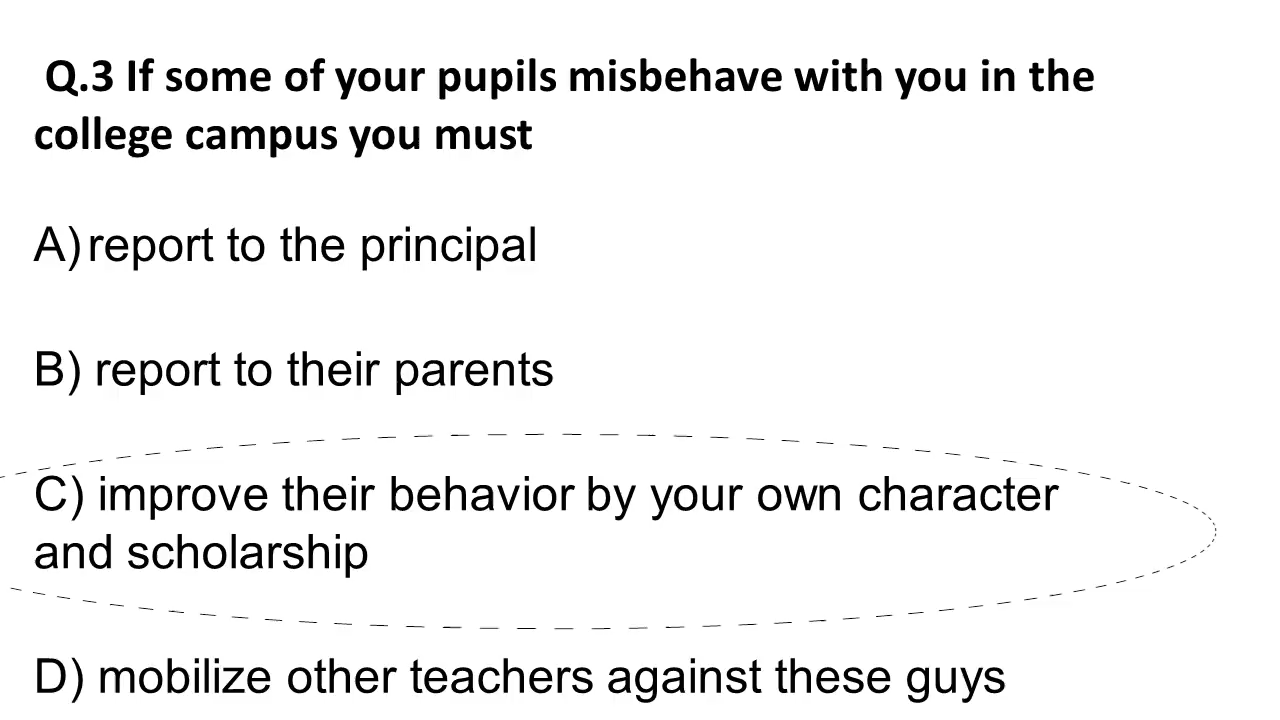 Q.3 If some of your pupils misbehave with you in the
college campus you must
A) report to the principal
B) report to their parents
C) improve their behavior by your own character
and scholarship
D) mobilize other teachers against these guys